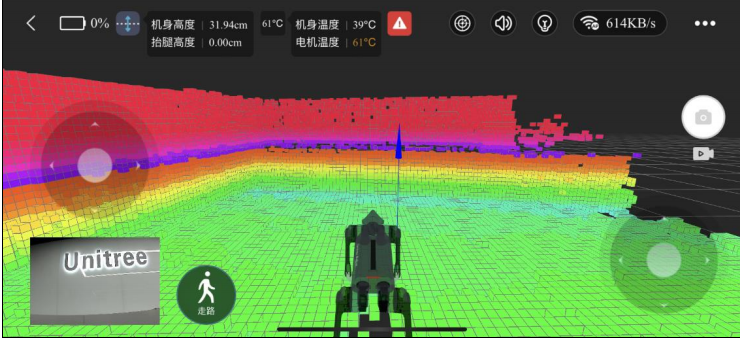 0%
机身高度 | 31.94cm
抬腿高度 | 0.00cm
61°C
机身温度 | 39°C
电机温度 | 61°C
614KB/s
Unitree
走路